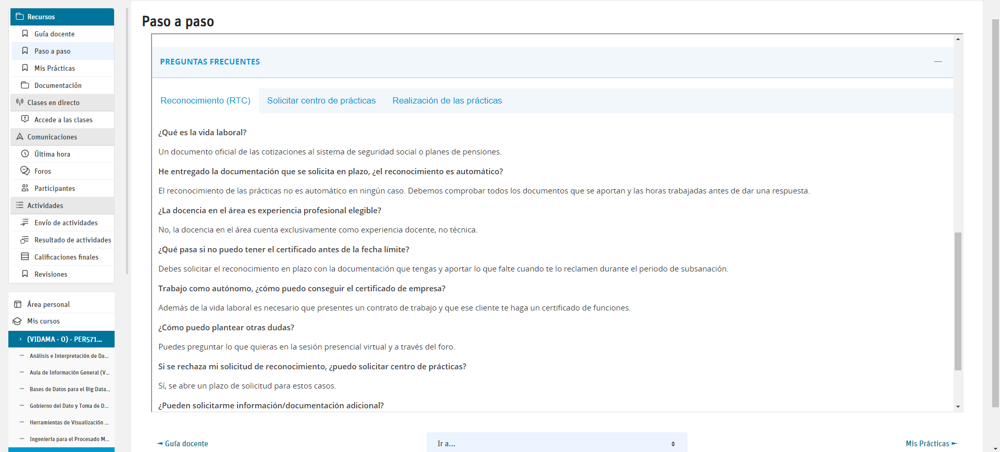 Recursos
Guía docente
Paso a paso
Mis Prácticas
Documentación
Clases en directo
Accede a las clases
Comunicaciones
Última hora
Foros
Participantes
Actividades
Envío de actividades
Resultado de actividades
Calificaciones finales
Revisiones
Área personal
Mis cursos
(VIDAMA - O) - PER571...
Análisis e Interpretación de Da...
Aula de Información General (V...
Bases de Datos para el Big Data...
Gobierno del Dato y Toma de D...
Herramientas de Visualización ...
Ingeniería para el Procesado M...
Paso a paso
PREGUNTAS FRECUENTES
Reconocimiento (RTC) Solicitar centro de prácticas Realización de las prácticas
¿Qué es la vida laboral?
Un documento oficial de las cotizaciones al sistema de seguridad social o planes de pensiones.
He entregado la documentación que se solicita en plazo, ¿el reconocimiento es automático?
El reconocimiento de las prácticas no es automático en ningún caso. Debemos comprobar todos los documentos que se aportan y las horas trabajadas antes de dar una respuesta.
¿La docencia en el área es experiencia profesional elegible?
No, la docencia en el área cuenta exclusivamente como experiencia docente, no técnica.
¿Qué pasa si no puedo tener el certificado antes de la fecha límite?
Debes solicitar el reconocimiento en plazo con la documentación que tengas y aportar lo que falte cuando te lo reclamen durante el periodo de subsanación.
Trabajo como autónomo, ¿cómo puedo conseguir el certificado de empresa?
Además de la vida laboral es necesario que presentes un contrato de trabajo y que ese cliente te haga un certificado de funciones.
¿Cómo puedo plantear otras dudas?
Puedes preguntar lo que quieras en la sesión presencial virtual y a través del foro.
Si se rechaza mi solicitud de reconocimiento, ¿puedo solicitar centro de prácticas?
Sí, se abre un plazo de solicitud para estos casos.
¿Pueden solicitarme información/documentación adicional?
◄ Guía docente Ir a... Mis Prácticas ►